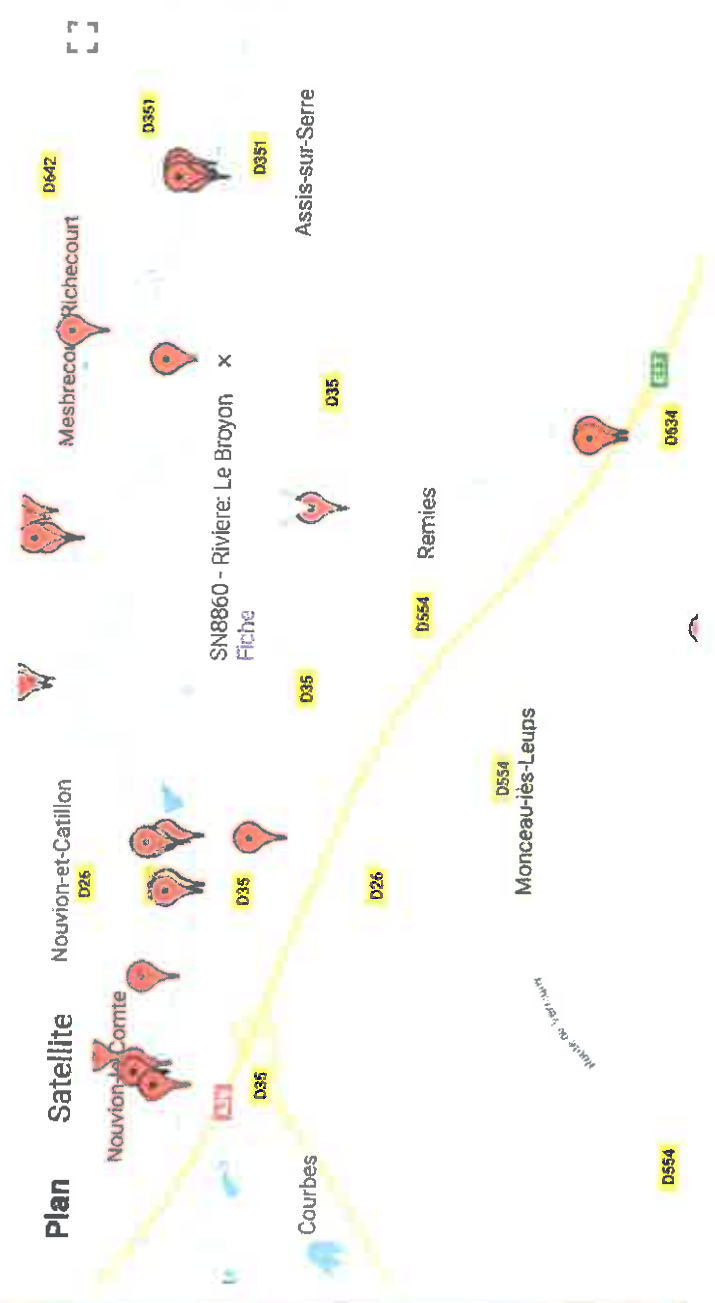 Plan
Satellite
Nouvion-et-Catillon
D26
Nouvion-le-Comte
D35
D35
Courbes
D26
D35
SN8860 - Riviere: Le Broyon
×
Fiche
Richecourt
D642
D351
D351
Assis-sur-Serre
D35
Remies
D554
D554
Monceau-lès-Leups
D634
D554